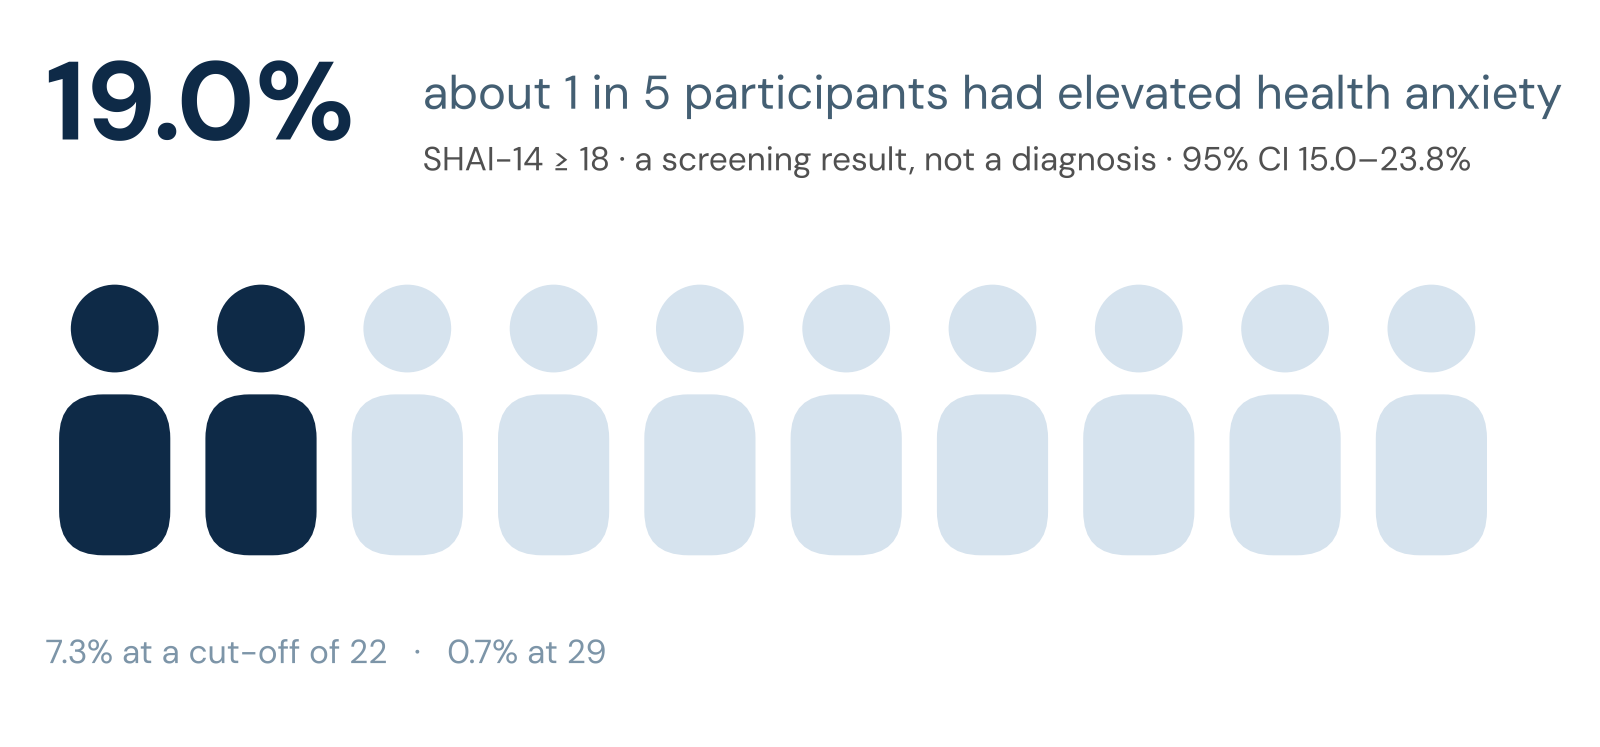 19.0%
about 1 in 5 participants had elevated health anxiety
SHAI-14 ≥ 18 · a screening result, not a diagnosis · 95% CI 15.0–23.8%
7.3% at a cut-off of 22 · 0.7% at 29